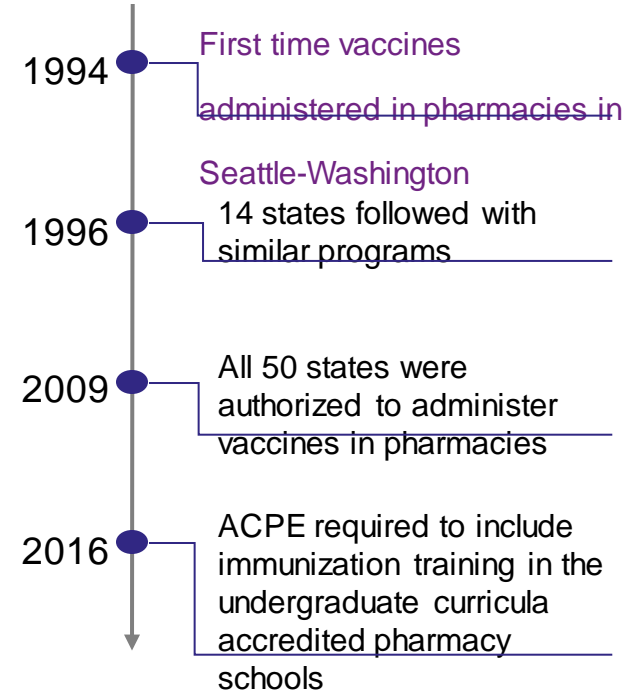 1994
First time vaccines
administered in pharmacies in
Seattle-Washington
1996
14 states followed with
similar programs
2009
All 50 states were
authorized to administer
vaccines in pharmacies
2016
ACPE required to include
immunization training in the
undergraduate curricula
accredited pharmacy
schools